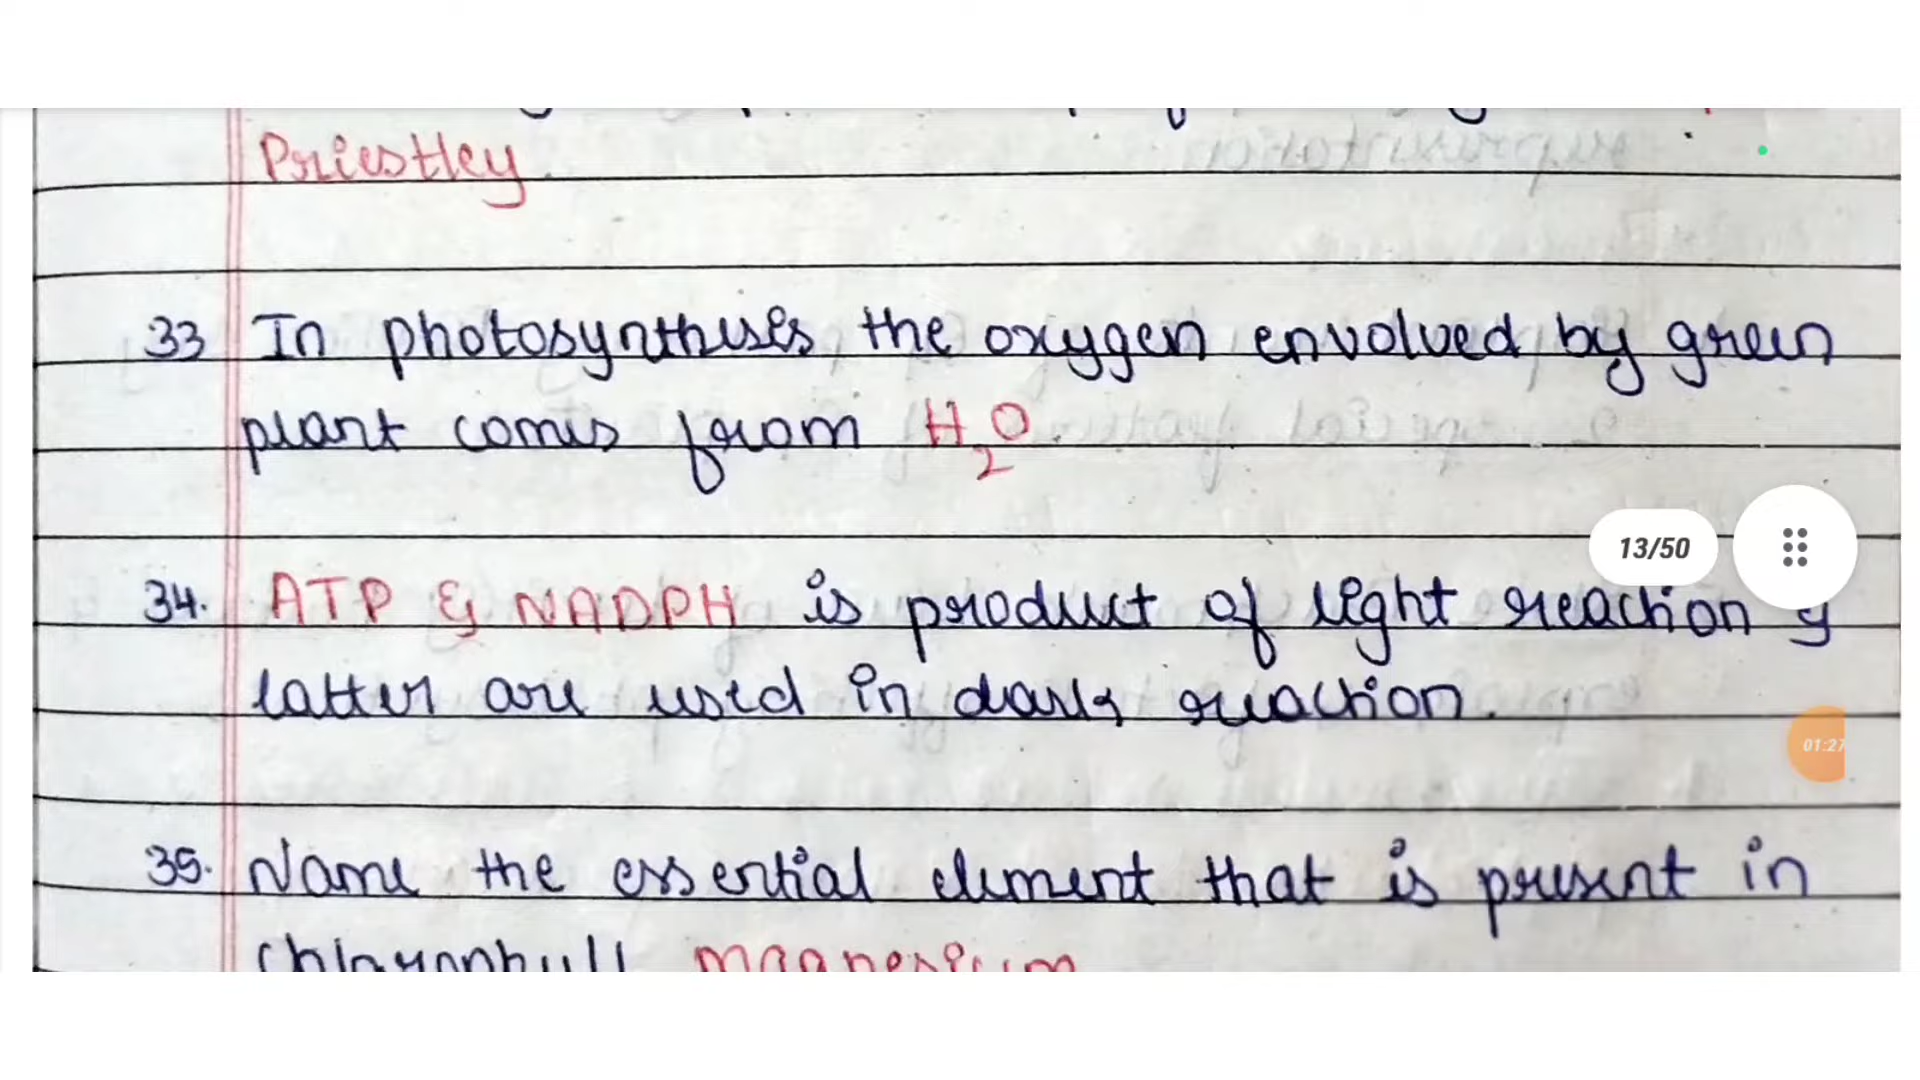 Priestley.
33 In photosynthesis the oxygen envolved by green
plant comes from H2O.
13/50
34. ATP & NADPH is product of light reaction &
latter are used in dark reaction.
01:27
35. Name the essential element that is present in
chlorophyll magnesium